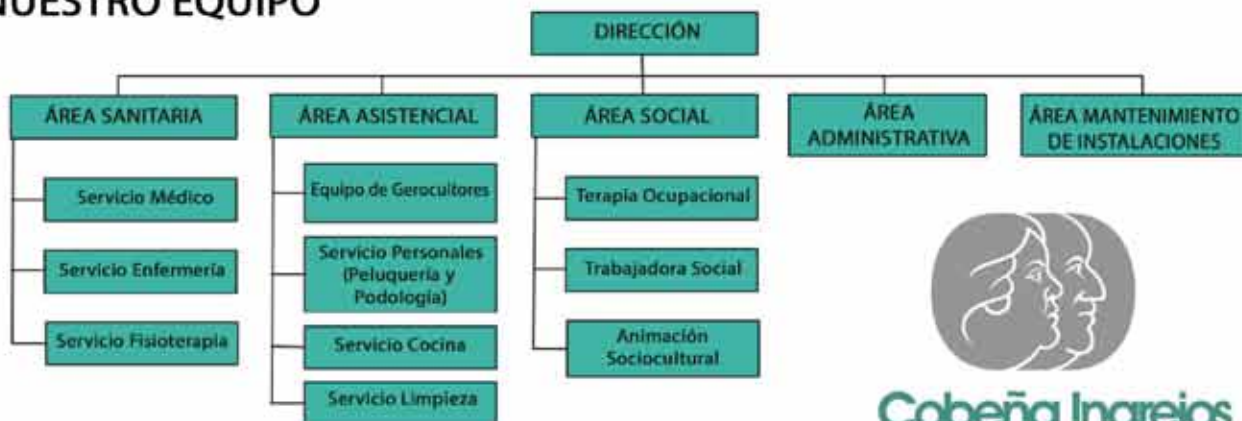 NUESTRO EQUIPO
DIRECCIÓN
ÁREA SANITARIA
ÁREA ASISTENCIAL
ÁREA SOCIAL
ÁREA
ADMINISTRATIVA
ÁREA MANTENIMIENTO
DE INSTALACIONES
Servicio Médico
Servicio Enfermería
Servicio Fisioterapia
Equipo de Gerocultores
Servicio Personales
(Peluquería y
Podología)
Servicio Cocina
Servicio Limpieza
Terapia Ocupacional
Trabajadora Social
Animación
Sociocultural
Cobeña Ingrejos